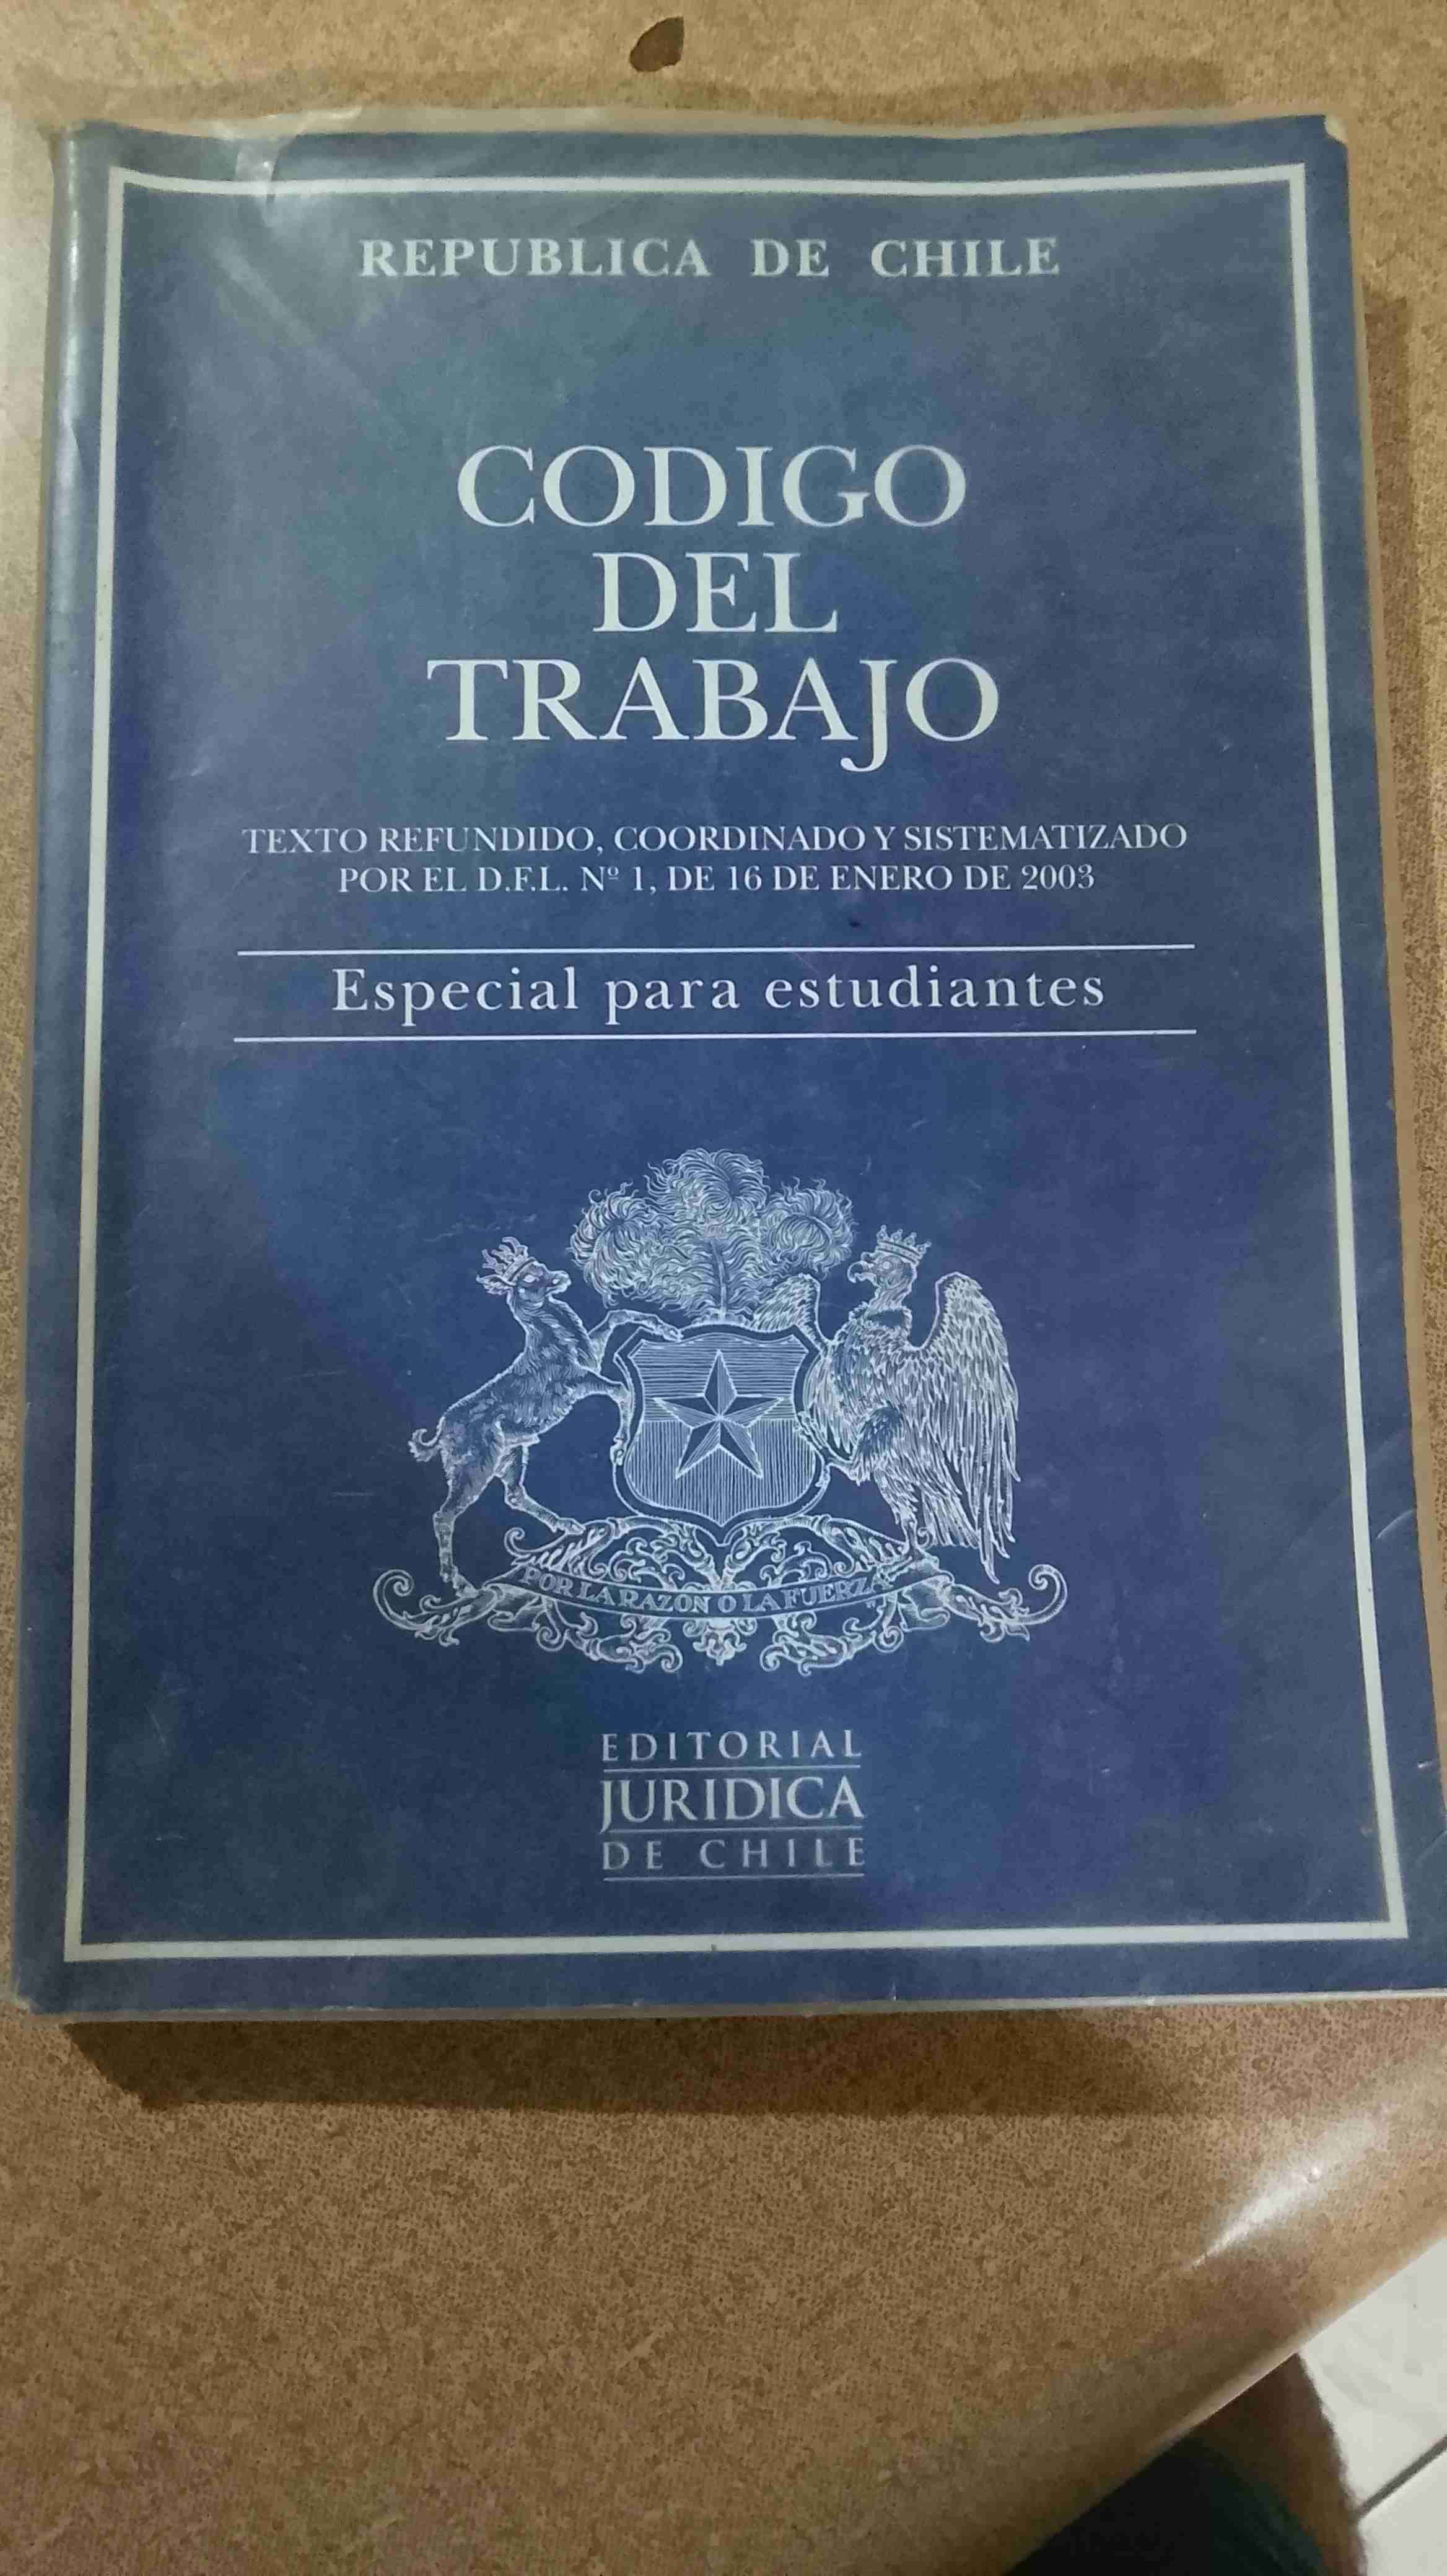 REPUBLICA DE CHILE
CODIGO
DEL
TRABAJO
TEXTO REFUNDIDO, COORDINADO Y SISTEMATIZADO
POR EL D.F.L. Nº 1, DE 16 DE ENERO DE 2003
Especial para estudiantes
POR LA RAZON O LA FUERZA
EDITORIAL
JURIDICA
DE CHILE